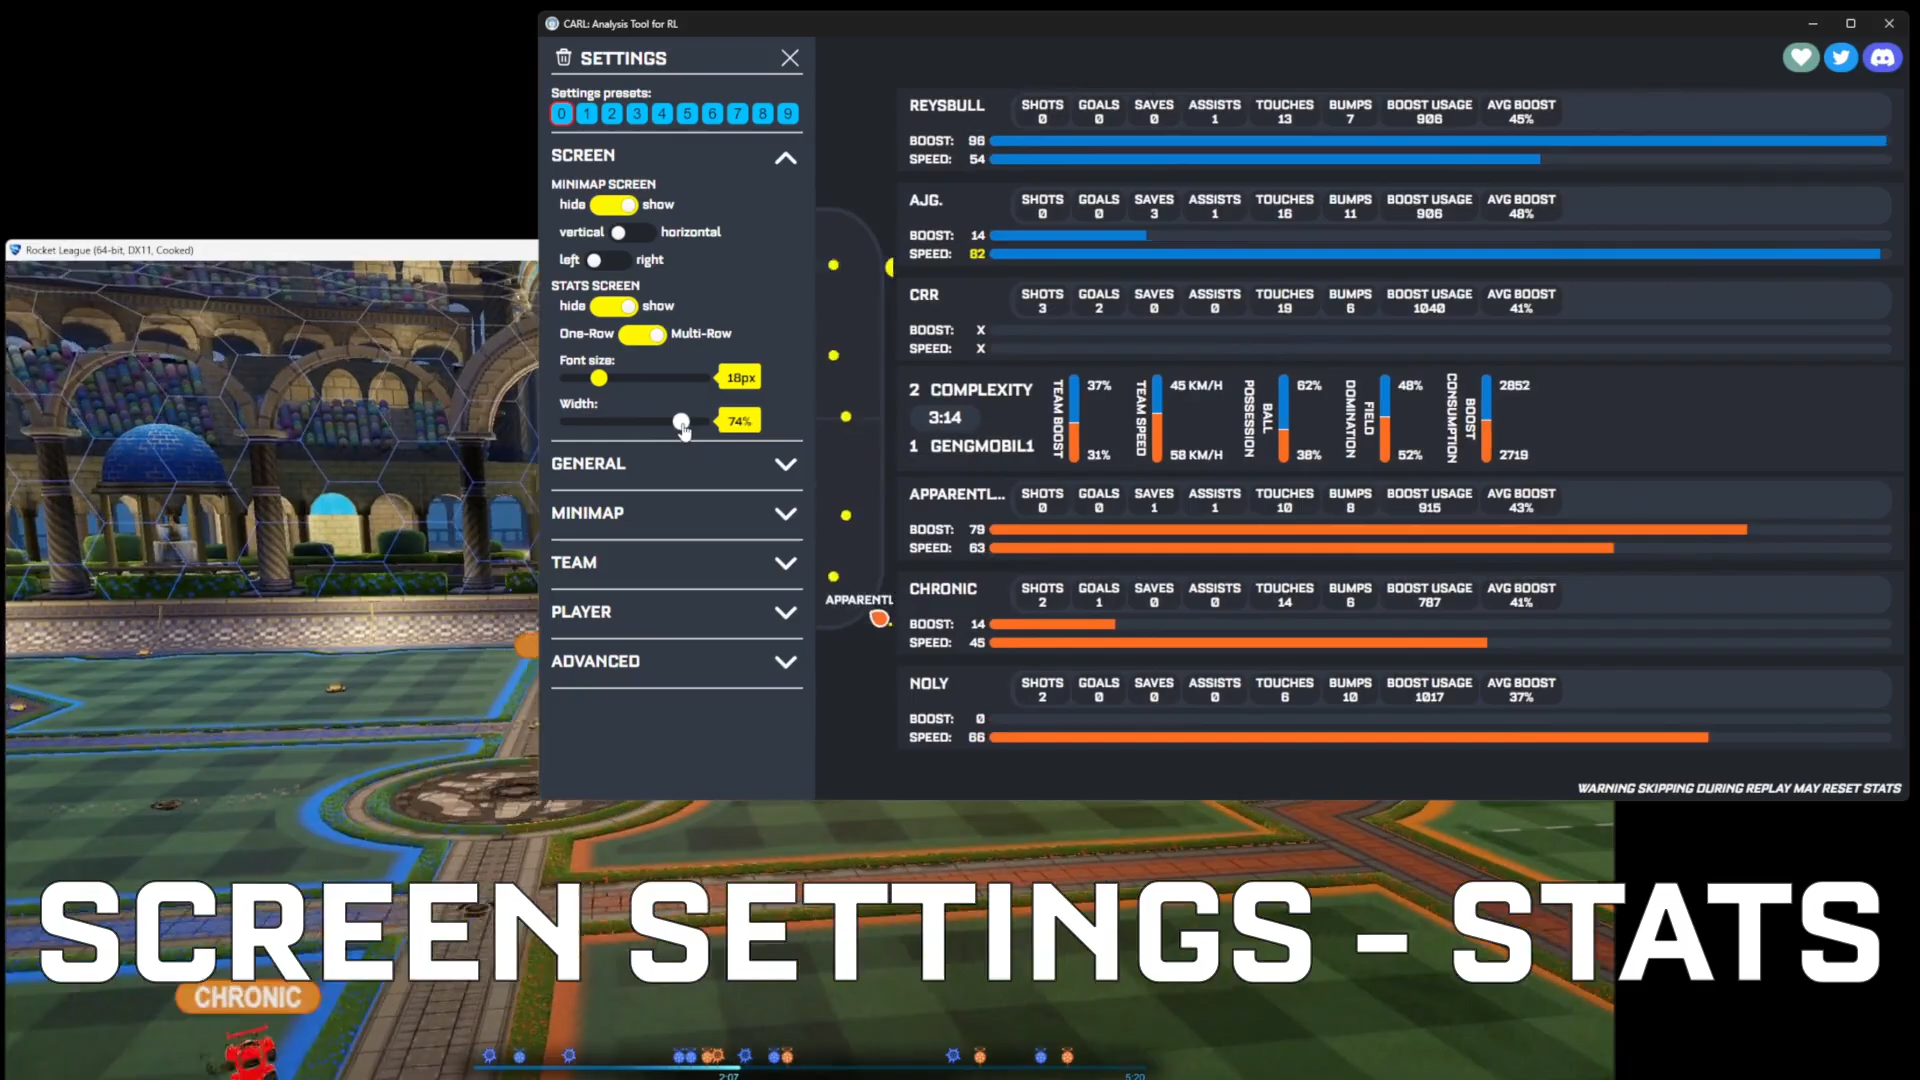 CARL: Analysis Tool for RL
SETTINGS
Settings presets:
0 1 2 3 4 5 6 7 8 9
SCREEN
MINIMAP SCREEN
hide show
vertical horizontal
left right
STATS SCREEN
hide show
One-Row Multi-Row
Font size:
18px
Width:
74%
GENERAL
MINIMAP
TEAM
PLAYER
ADVANCED
Rocket League (64-bit, DX11, Cooked)
APPARENTL
REYSBULL SHOTS GOALS SAVES ASSISTS TOUCHES BUMPS BOOST USAGE AVG BOOST
0 0 0 1 13 7 906 45%
BOOST: 96
SPEED: 54
AJG. SHOTS GOALS SAVES ASSISTS TOUCHES BUMPS BOOST USAGE AVG BOOST
0 0 3 1 16 11 906 48%
BOOST: 14
SPEED: 82
CRR SHOTS GOALS SAVES ASSISTS TOUCHES BUMPS BOOST USAGE AVG BOOST
3 2 0 0 19 6 1040 41%
BOOST: X
SPEED: X
2 COMPLEXITY
3:14
1 GENGMOBIL1
TEAM BOOST 37% 31%
TEAM SPEED 45 KM/H 58 KM/H
BALL POSSESSION 62% 38%
FIELD DOMINATION 48% 52%
BOOST CONSUMPTION 2852 2719
APPARENTL... SHOTS GOALS SAVES ASSISTS TOUCHES BUMPS BOOST USAGE AVG BOOST
0 0 1 1 10 8 915 43%
BOOST: 79
SPEED: 63
CHRONIC SHOTS GOALS SAVES ASSISTS TOUCHES BUMPS BOOST USAGE AVG BOOST
2 1 0 0 14 6 787 41%
BOOST: 14
SPEED: 45
NOLY SHOTS GOALS SAVES ASSISTS TOUCHES BUMPS BOOST USAGE AVG BOOST
2 0 0 0 6 10 1017 37%
BOOST: 0
SPEED: 66
WARNING SKIPPING DURING REPLAY MAY RESET STATS
SCREEN SETTINGS - STATS
CHRONIC
2:07 5:20